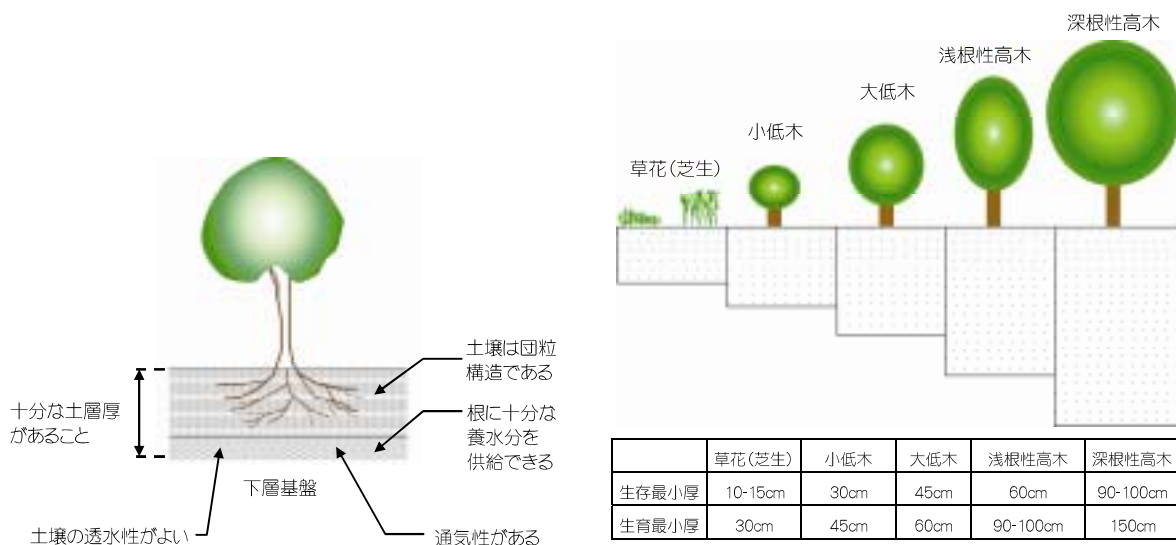 土壌は団粒
構造である
十分な土層厚
があること
根に十分な
養水分を
供給できる
下層基盤
土壌の透水性がよい
通気性がある
深根性高木
浅根性高木
大低木
小低木
草花(芝生)
草花(芝生) 小低木 大低木 浅根性高木 深根性高木
生存最小厚 10-15cm 30cm 45cm 60cm 90-100cm
生育最小厚 30cm 45cm 60cm 90-100cm 150cm